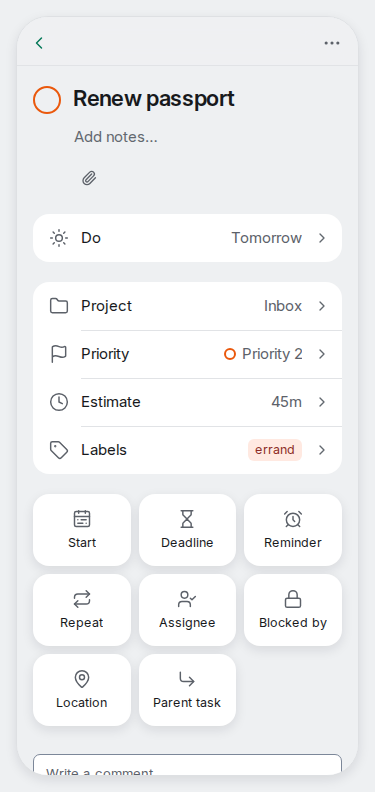 Renew passport
Add notes...
Do Tomorrow
Project Inbox
Priority Priority 2
Estimate 45m
Labels errand
Start Deadline Reminder
Repeat Assignee Blocked by
Location Parent task
Write a comment